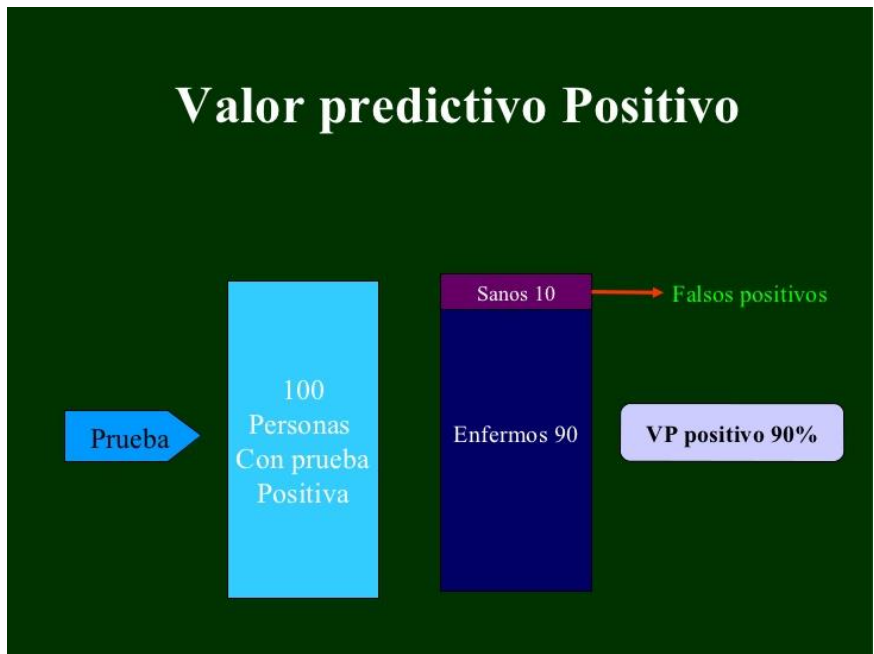 Valor predictivo Positivo
Sanos 10
Falsos positivos
100
Personas
Con prueba
Positiva
Prueba
Enfermos 90
VP positivo 90%